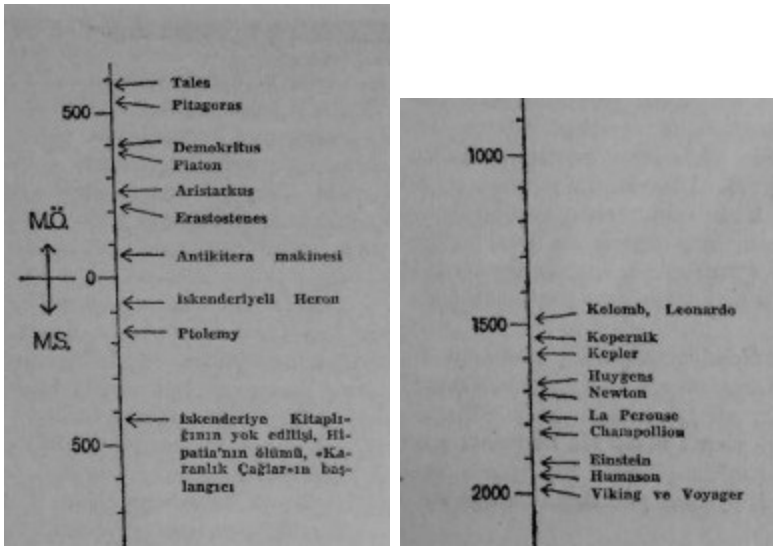 Tales
500
Pitagoras
Demokritus
Platon
Aristarkus
Erastostenes
M.Ö.
Antikitera makinesi
0
İskenderiyeli Heron
M.S.
Ptolemy
İskenderiye Kitaplı-
ğının yok edilişi, Hi-
patia'nın ölümü, «Ka-
ranlık Çağlar»ın baş-
langıcı
500
1000
Kolomb, Leonardo
1500
Kopernik
Kepler
Huygens
Newton
La Perouse
Champollion
Einstein
Humason
2000
Viking ve Voyager